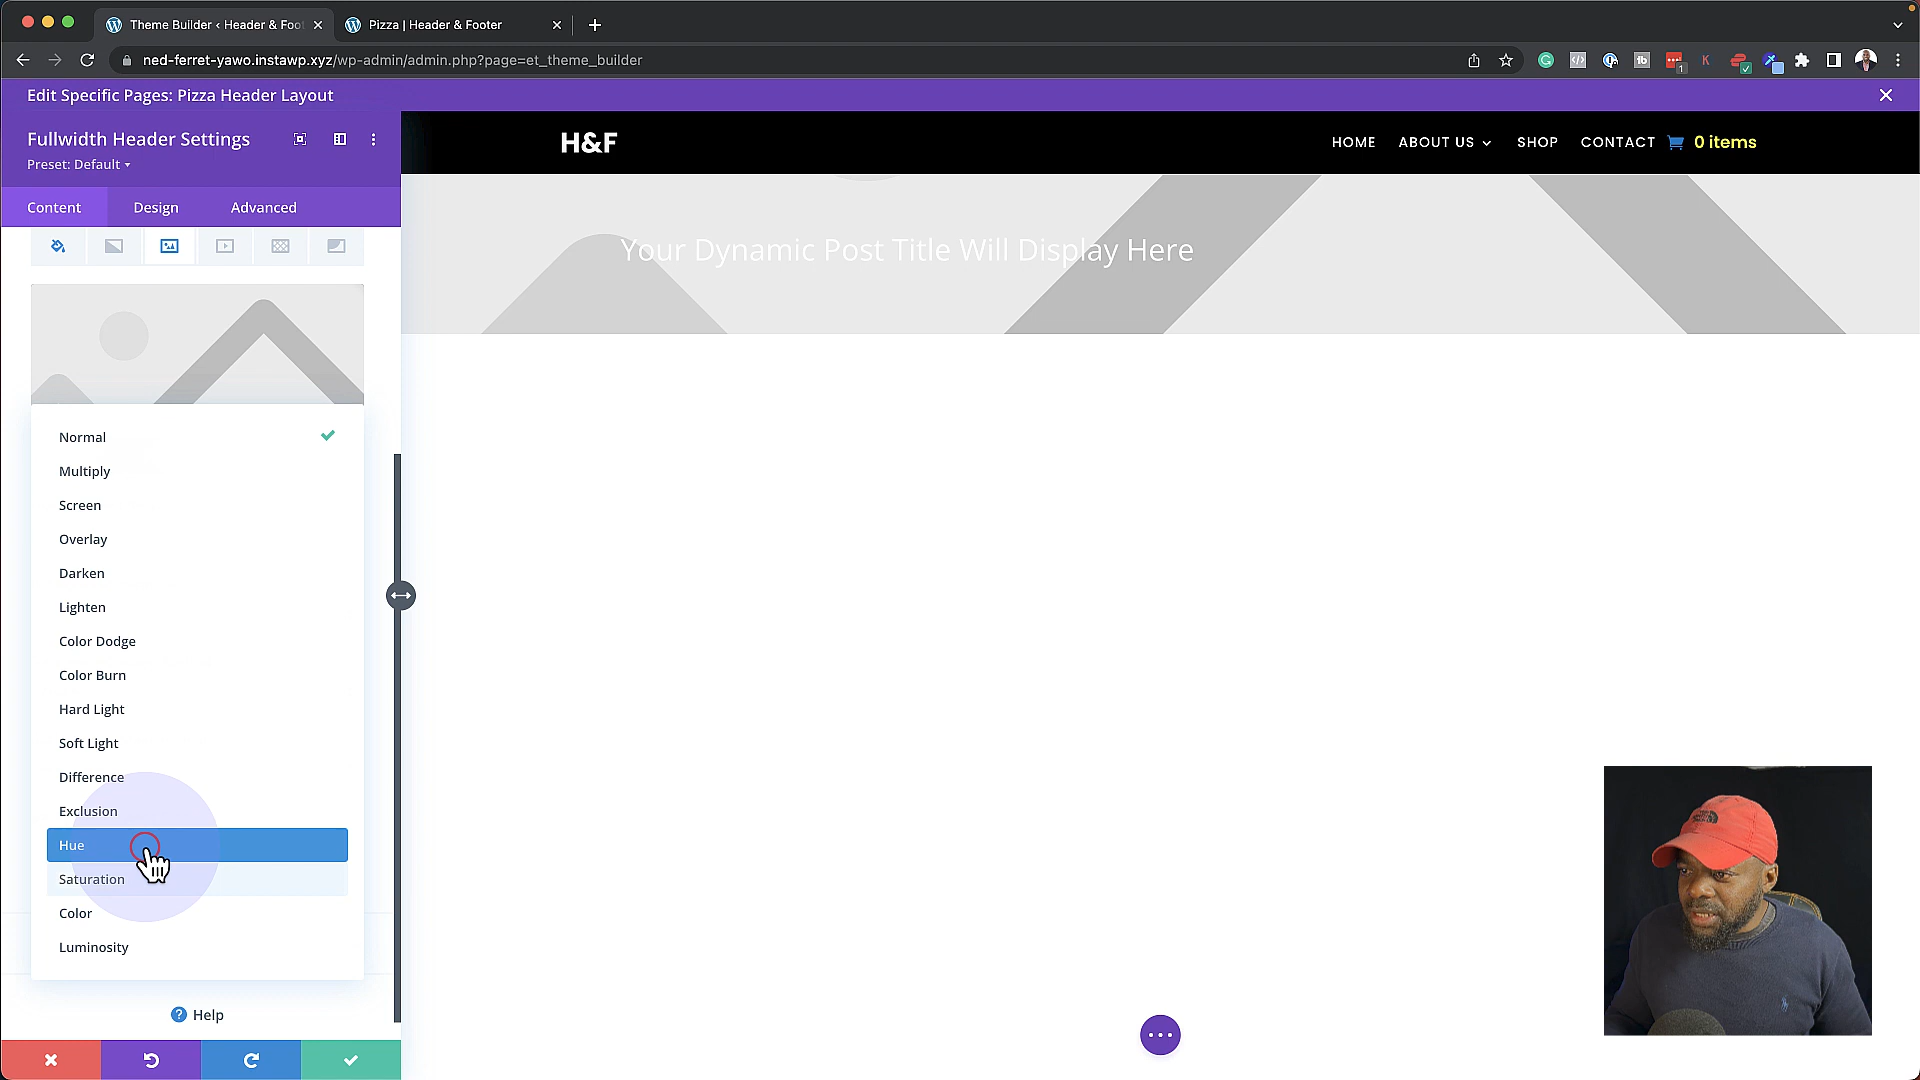 Theme Builder ‹ Header & Foo
Pizza | Header & Footer
ned-ferret-yawo.instawp.xyz/wp-admin/admin.php?page=et_theme_builder
Edit Specific Pages: Pizza Header Layout
Fullwidth Header Settings
Preset: Default
Content
Design
Advanced
Normal
Multiply
Screen
Overlay
Darken
Lighten
Color Dodge
Color Burn
Hard Light
Soft Light
Difference
Exclusion
Hue
Saturation
Color
Luminosity
Help
H&F
HOME
ABOUT US
SHOP
CONTACT
0 items
Your Dynamic Post Title Will Display Here